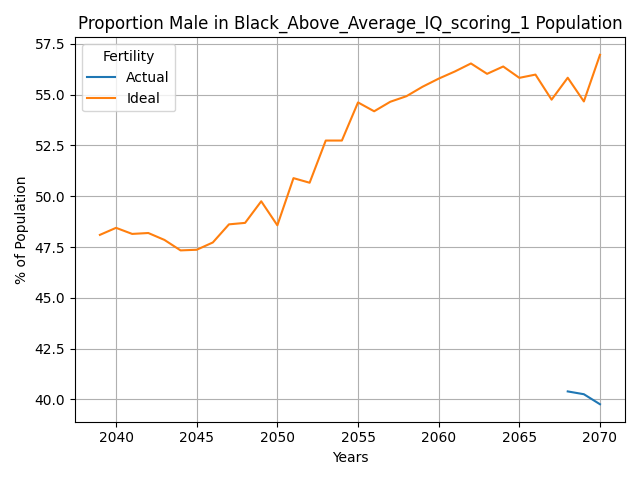 Proportion Male in Black_Above_Average_IQ_scoring_1 Population
Fertility
Actual
Ideal
% of Population
57.5
55.0
52.5
50.0
47.5
45.0
42.5
40.0
2040 2045 2050 2055 2060 2065 2070
Years